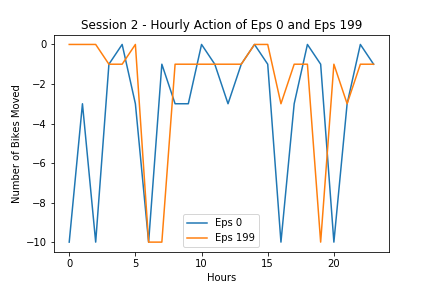 Session 2 - Hourly Action of Eps 0 and Eps 199
0
−2
−4
−6
−8
−10
Number of Bikes Moved
Eps 0
Eps 199
0 5 10 15 20
Hours